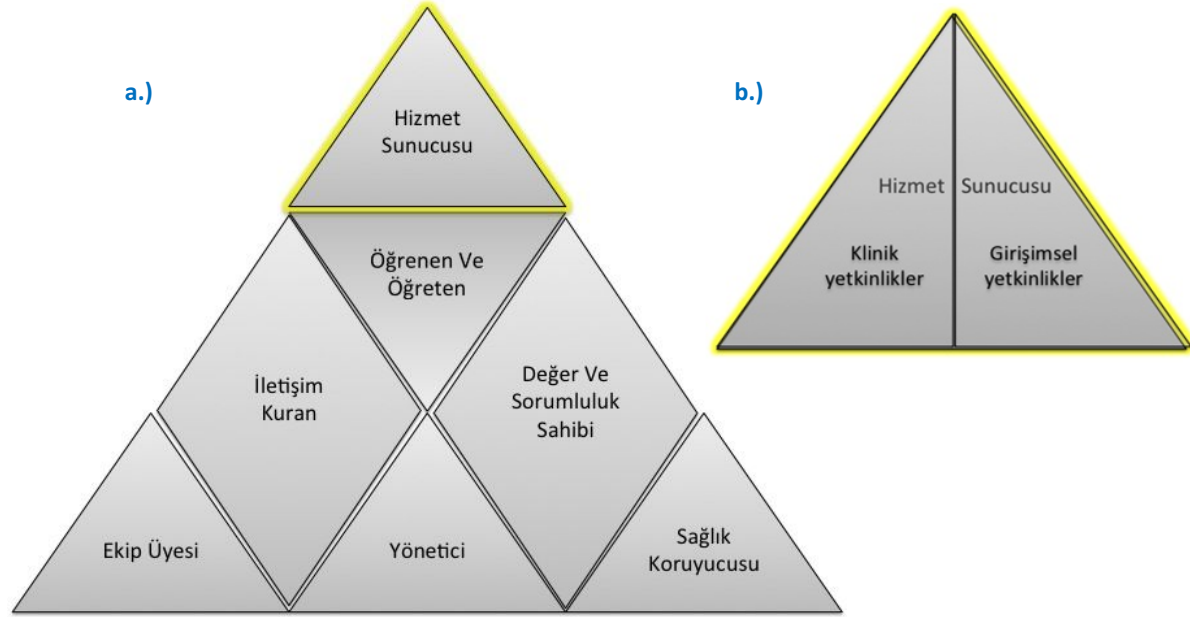 a.)
Hizmet
Sunucusu
Öğrenen Ve
Öğreten
İletişim
Kuran
Değer Ve
Sorumluluk
Sahibi
Ekip Üyesi
Yönetici
Sağlık
Koruyucusu
b.)
Hizmet Sunucusu
Klinik
yetkinlikler
Girişimsel
yetkinlikler